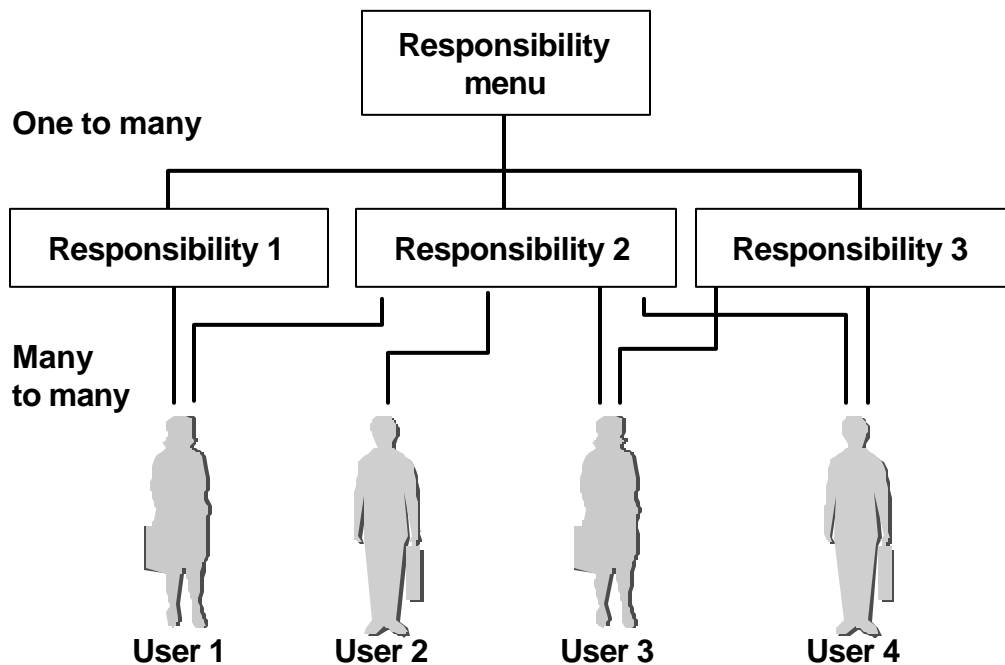 Responsibility
menu
One to many
Responsibility 1
Responsibility 2
Responsibility 3
Many
to many
User 1
User 2
User 3
User 4